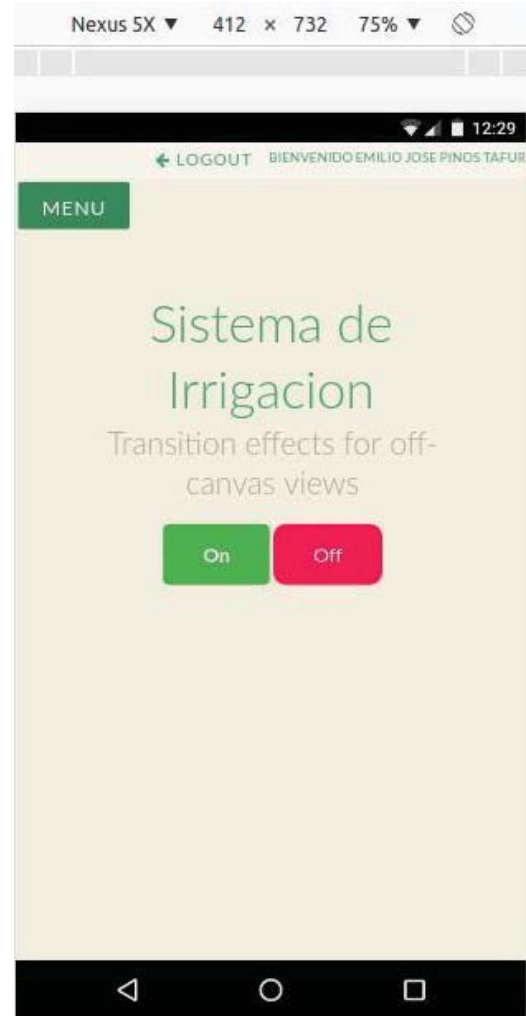 Nexus 5X ▼ 412 × 732 75% ▼
12:29
LOGOUT BIENVENIDO EMILIO JOSE PINOS TAFUR
MENU
Sistema de
Irrigacion
Transition effects for off-
canvas views
On Off